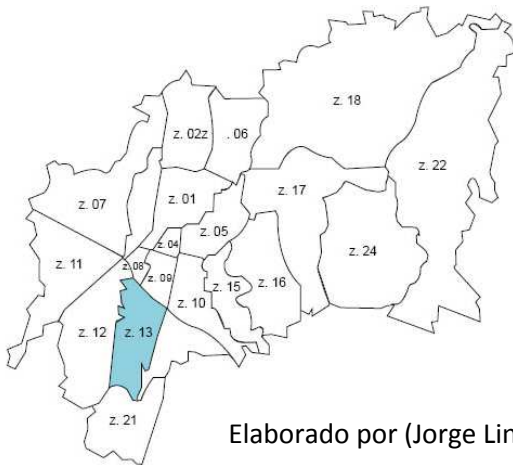 z. 18
z. 02z
. 06
z. 22
z. 07
z. 01
z. 17
z. 04
z. 05
z. 24
z. 11
z. 08
z. 09
z. 15
z. 16
z. 10
z. 12
z. 13
z. 21
Elaborado por (Jorge Lin